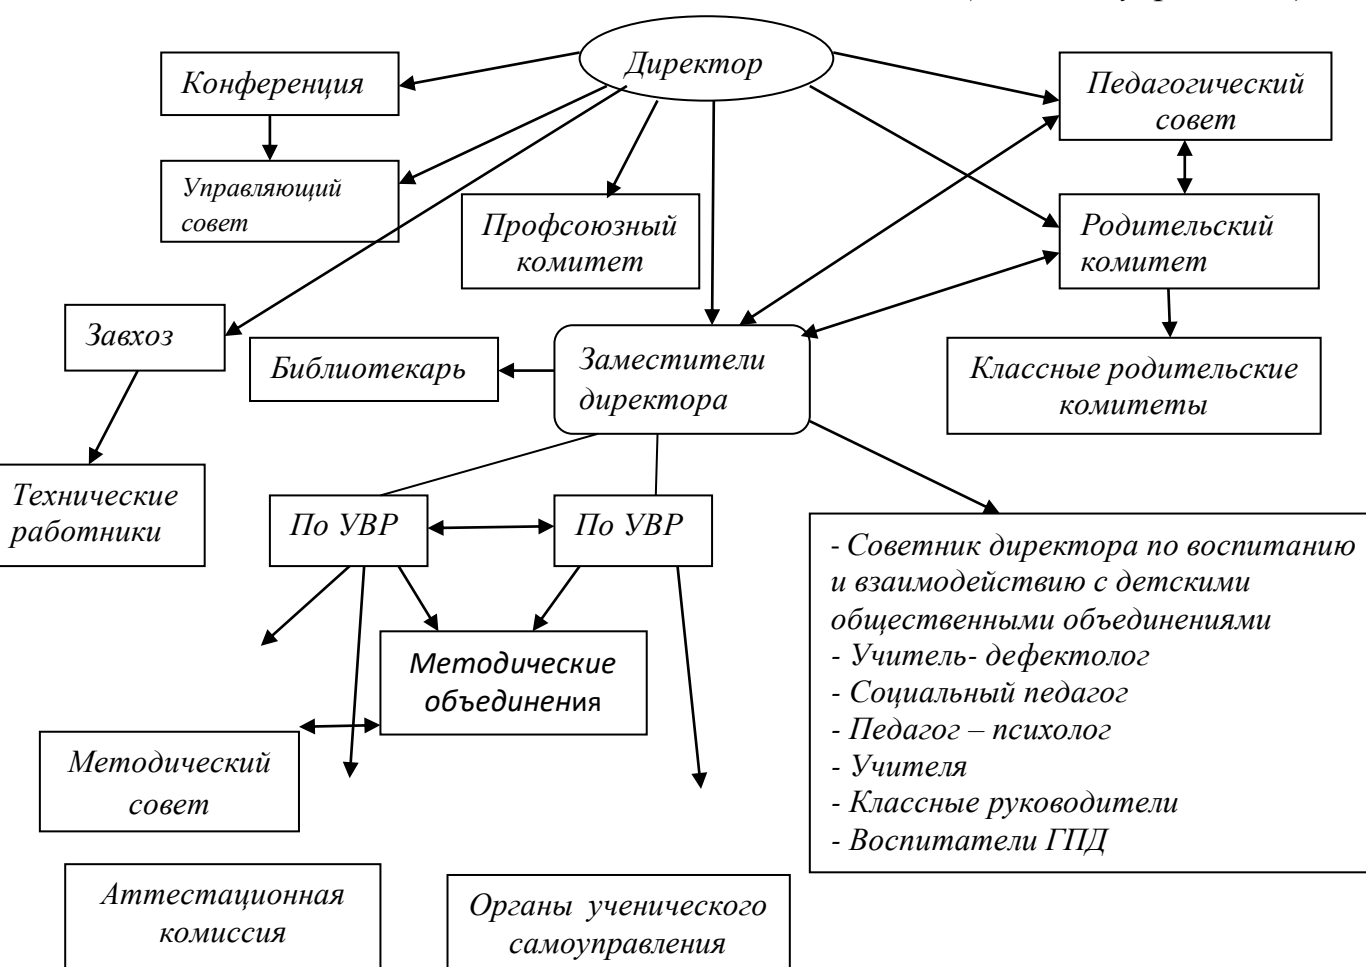 Директор
Конференция
Педагогический
совет
Управляющий
совет
Профсоюзный
комитет
Родительский
комитет
Завхоз
Библиотекарь
Заместители
директора
Классные родительские
комитеты
Технические
работники
По УВР
По УВР
- Советник директора по воспитанию
и взаимодействию с детскими
общественными объединениями
- Учитель- дефектолог
- Социальный педагог
- Педагог – психолог
- Учителя
- Классные руководители
- Воспитатели ГПД
Методические
объединения
Методический
совет
Аттестационная
комиссия
Органы ученического
самоуправления